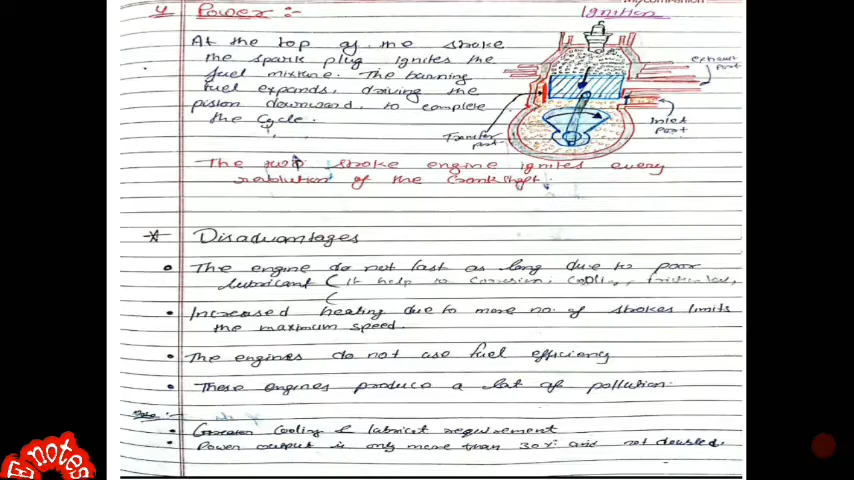 4 Power :-
Ignition
At the top of the stroke
the spark plug ignites the
fuel mixture. The burning
fuel expands, driving the
piston downward, to complete
the Cycle.
exhaust port
Inlet port
Transfer port
The two stroke engine ignites every
revolution of the Crank shaft.
* Disadvantages
• The engine do not last as long due to poor
lubricant ( It help to Corrosion, Cooling, friction
• Increased heating due to more no. of strokes limits
the maximum speed.
• The engines do not use fuel efficiency
• These engines produce a lot of pollution.
• Cooling & lubricat requirement
• Power output is only more than 30% and not doubled.
E notes